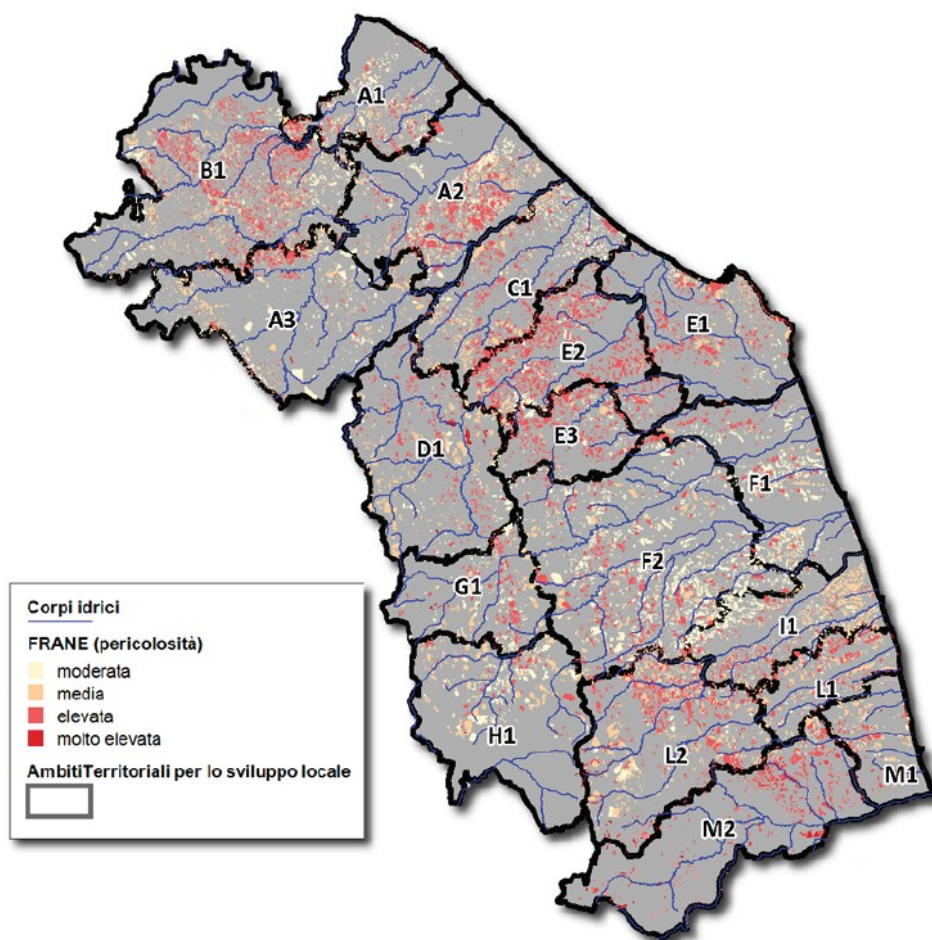 A1
B1
A2
A3
C1
E1
E2
E3
D1
F1
F2
G1
I1
L1
H1
L2
M1
M2
Corpi idrici
FRANE (pericolosità)
moderata
media
elevata
molto elevata
AmbitiTerritoriali per lo sviluppo locale